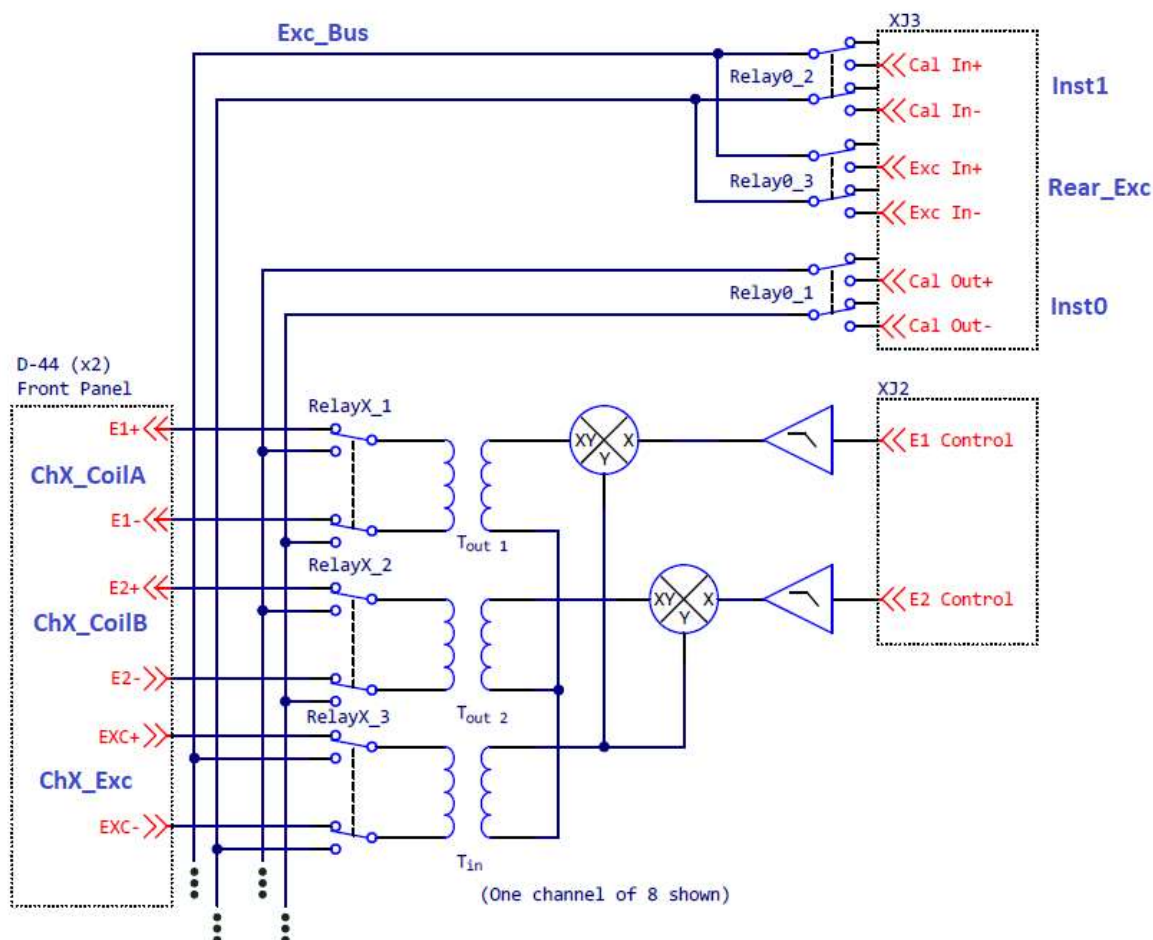 XJ3
Exc_Bus
Relay0_2
Cal In+
Inst1
Cal In-
Exc In+
Relay0_3
Rear_Exc
Exc In-
Cal Out+
Relay0_1
Inst0
Cal Out-
D-44 (x2)
Front Panel
XJ2
RelayX_1
E1+
XY
X
Y
E1 Control
ChX_CoilA
E1-
Tout 1
RelayX_2
E2+
XY
X
Y
E2 Control
ChX_CoilB
E2-
Tout 2
RelayX_3
EXC+
ChX_Exc
EXC-
Tin
(One channel of 8 shown)